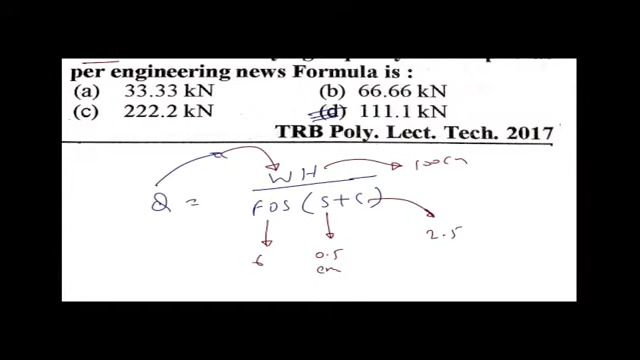 per engineering news Formula is :
(a) 33.33 kN (b) 66.66 kN
(c) 222.2 kN (d) 111.1 kN
TRB Poly. Lect. Tech. 2017
WH 100cm
Q = FOS (S+C)
2.5
6 0.5
cm